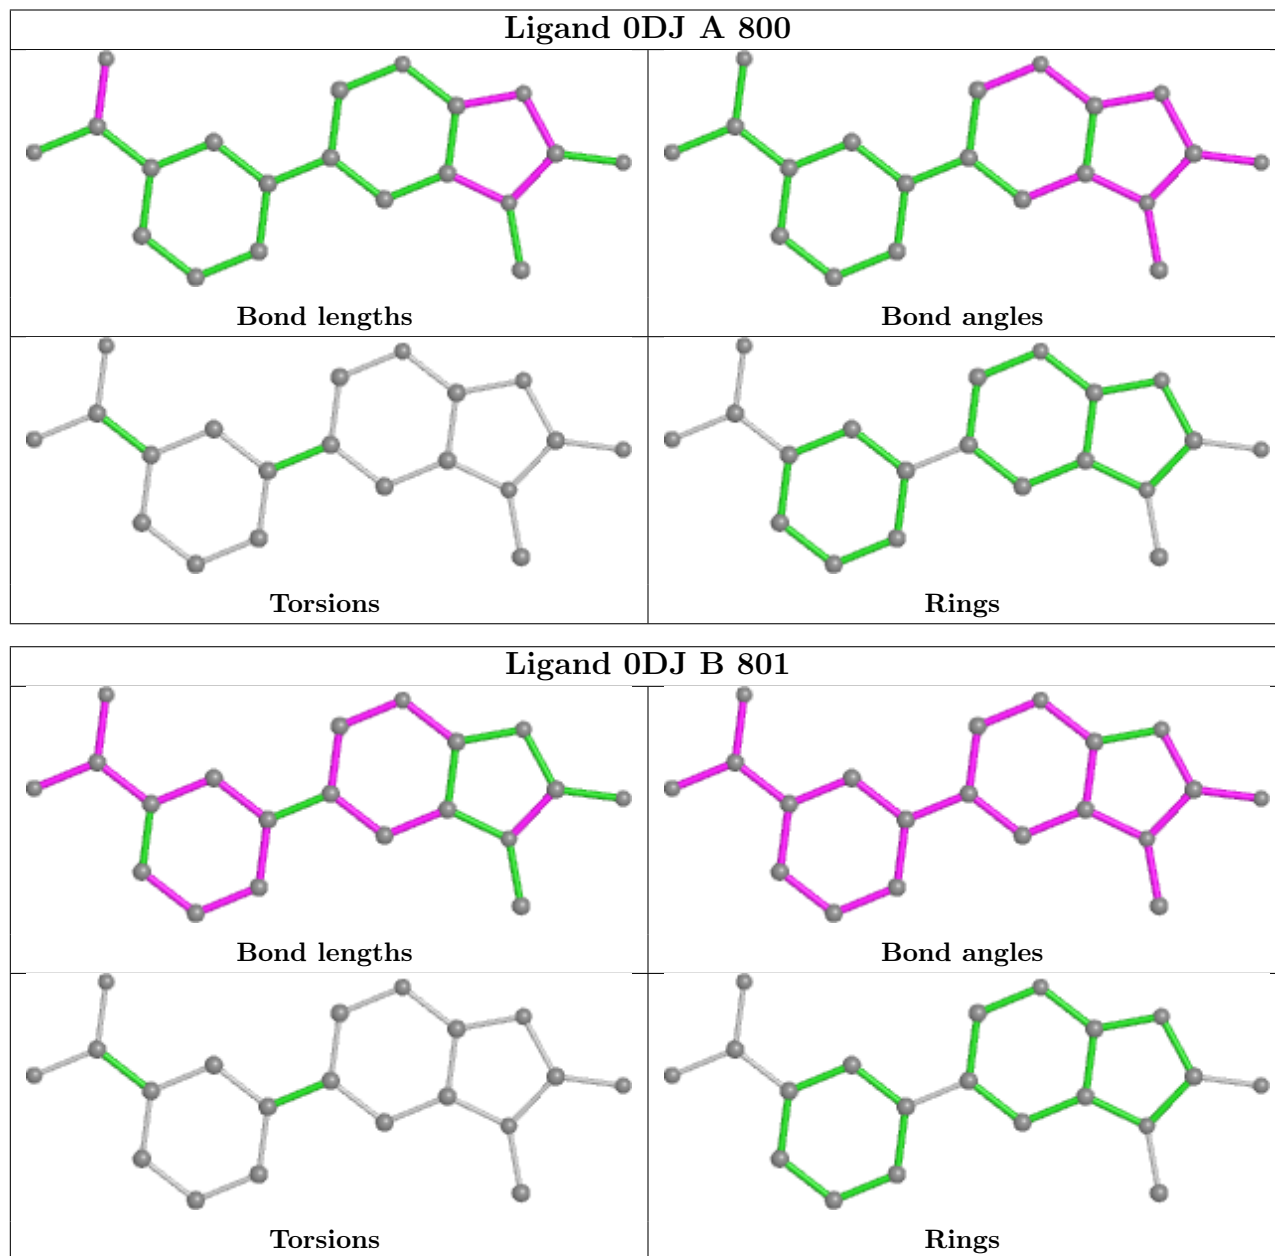 Ligand 0DJ A 800
Bond lengths
Bond angles
Torsions
Rings
Ligand 0DJ B 801
Bond lengths
Bond angles
Torsions
Rings